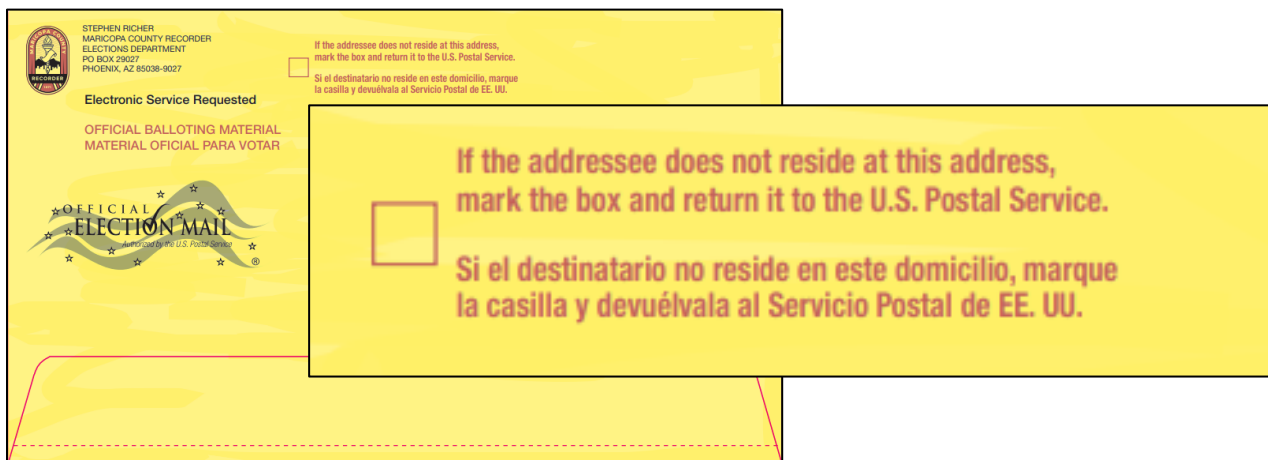 MARICOPA COUNTY
RECORDER
STEPHEN RICHER
MARICOPA COUNTY RECORDER
ELECTIONS DEPARTMENT
PO BOX 29027
PHOENIX, AZ 85038-9027
Electronic Service Requested
OFFICIAL BALLOTING MATERIAL
MATERIAL OFICIAL PARA VOTAR
If the addressee does not reside at this address,
mark the box and return it to the U.S. Postal Service.
Si el destinatario no reside en este domicilio, marque
la casilla y devuélvala al Servicio Postal de EE. UU.
OFFICIAL
ELECTION MAIL
Authorized by the U.S. Postal Service
®
If the addressee does not reside at this address,
mark the box and return it to the U.S. Postal Service.
Si el destinatario no reside en este domicilio, marque
la casilla y devuélvala al Servicio Postal de EE. UU.